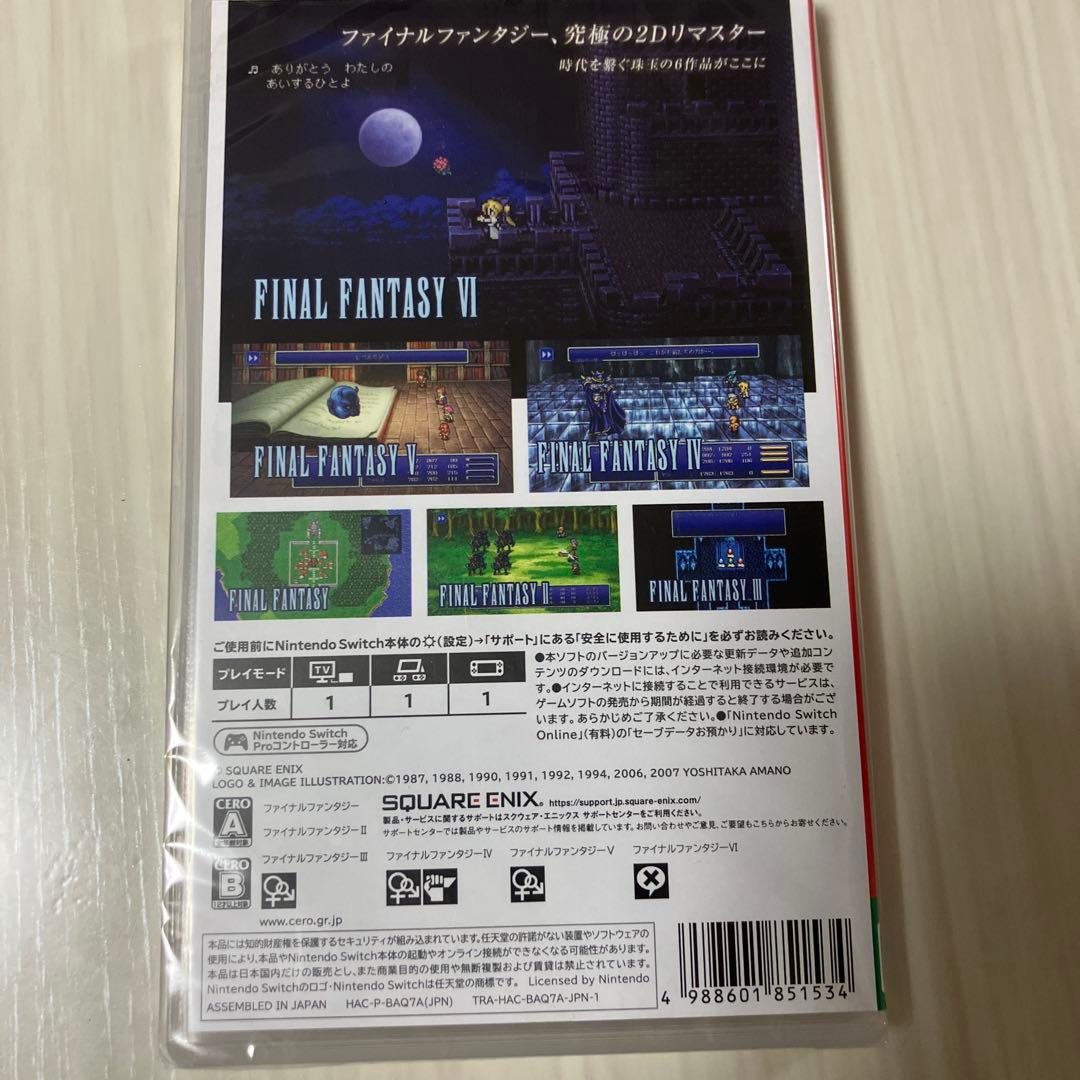 ファイナルファンタジー、究極の2Dリマスター
時代を繋ぐ珠玉の6作品がここに
♬ ありがとう わたしの
あいするひとよ
FINAL FANTASY VI
FINAL FANTASY V
FINAL FANTASY IV
FINAL FANTASY
FINAL FANTASY II
FINAL FANTASY III
ご使用前にNintendo Switch本体の(設定)→「サポート」にある「安全に使用するために」を必ずお読みください。
プレイモード TV
プレイ人数 1 1 1
Nintendo Switch
Proコントローラー対応
●本ソフトのバージョンアップに必要な更新データや追加コン
テンツのダウンロードには、インターネット接続環境が必要で
す。●インターネットに接続することで利用できるサービスは、
ゲームソフトの発売から期間が経過すると終了する場合がござ
います。あらかじめご了承ください。●「Nintendo Switch
Online」(有料)の「セーブデータお預かり」に対応しています。
© SQUARE ENIX
LOGO & IMAGE ILLUSTRATION:©1987, 1988, 1990, 1991, 1992, 1994, 2006, 2007 YOSHITAKA AMANO
CERO
A
ファイナルファンタジー
ファイナルファンタジーII
SQUARE ENIX. https://support.jp.square-enix.com/
製品・サービスに関するサポートはスクウェア・エニックス サポートセンターをご利用ください。
サポートセンターでは製品やサービスのサポート情報を掲載しています。お問い合わせやご意見、ご要望もこちらからお寄せください。
CERO
B
ファイナルファンタジーIII ファイナルファンタジーIV ファイナルファンタジーV ファイナルファンタジーVI
www.cero.gr.jp
本品には知的財産権を保護するセキュリティが組み込まれています。任天堂の許諾がない装置やソフトウェアの
使用により、本品やNintendo Switch本体の起動やオンライン接続ができなくなる可能性があります。
本品は日本国内だけの販売とし、また商業目的の使用や無断複製および賃貸は禁止されています。
Nintendo Switchのロゴ・Nintendo Switchは任天堂の商標です。 Licensed by Nintendo
ASSEMBLED IN JAPAN HAC-P-BAQ7A(JPN) TRA-HAC-BAQ7A-JPN-1
4 988601 851534